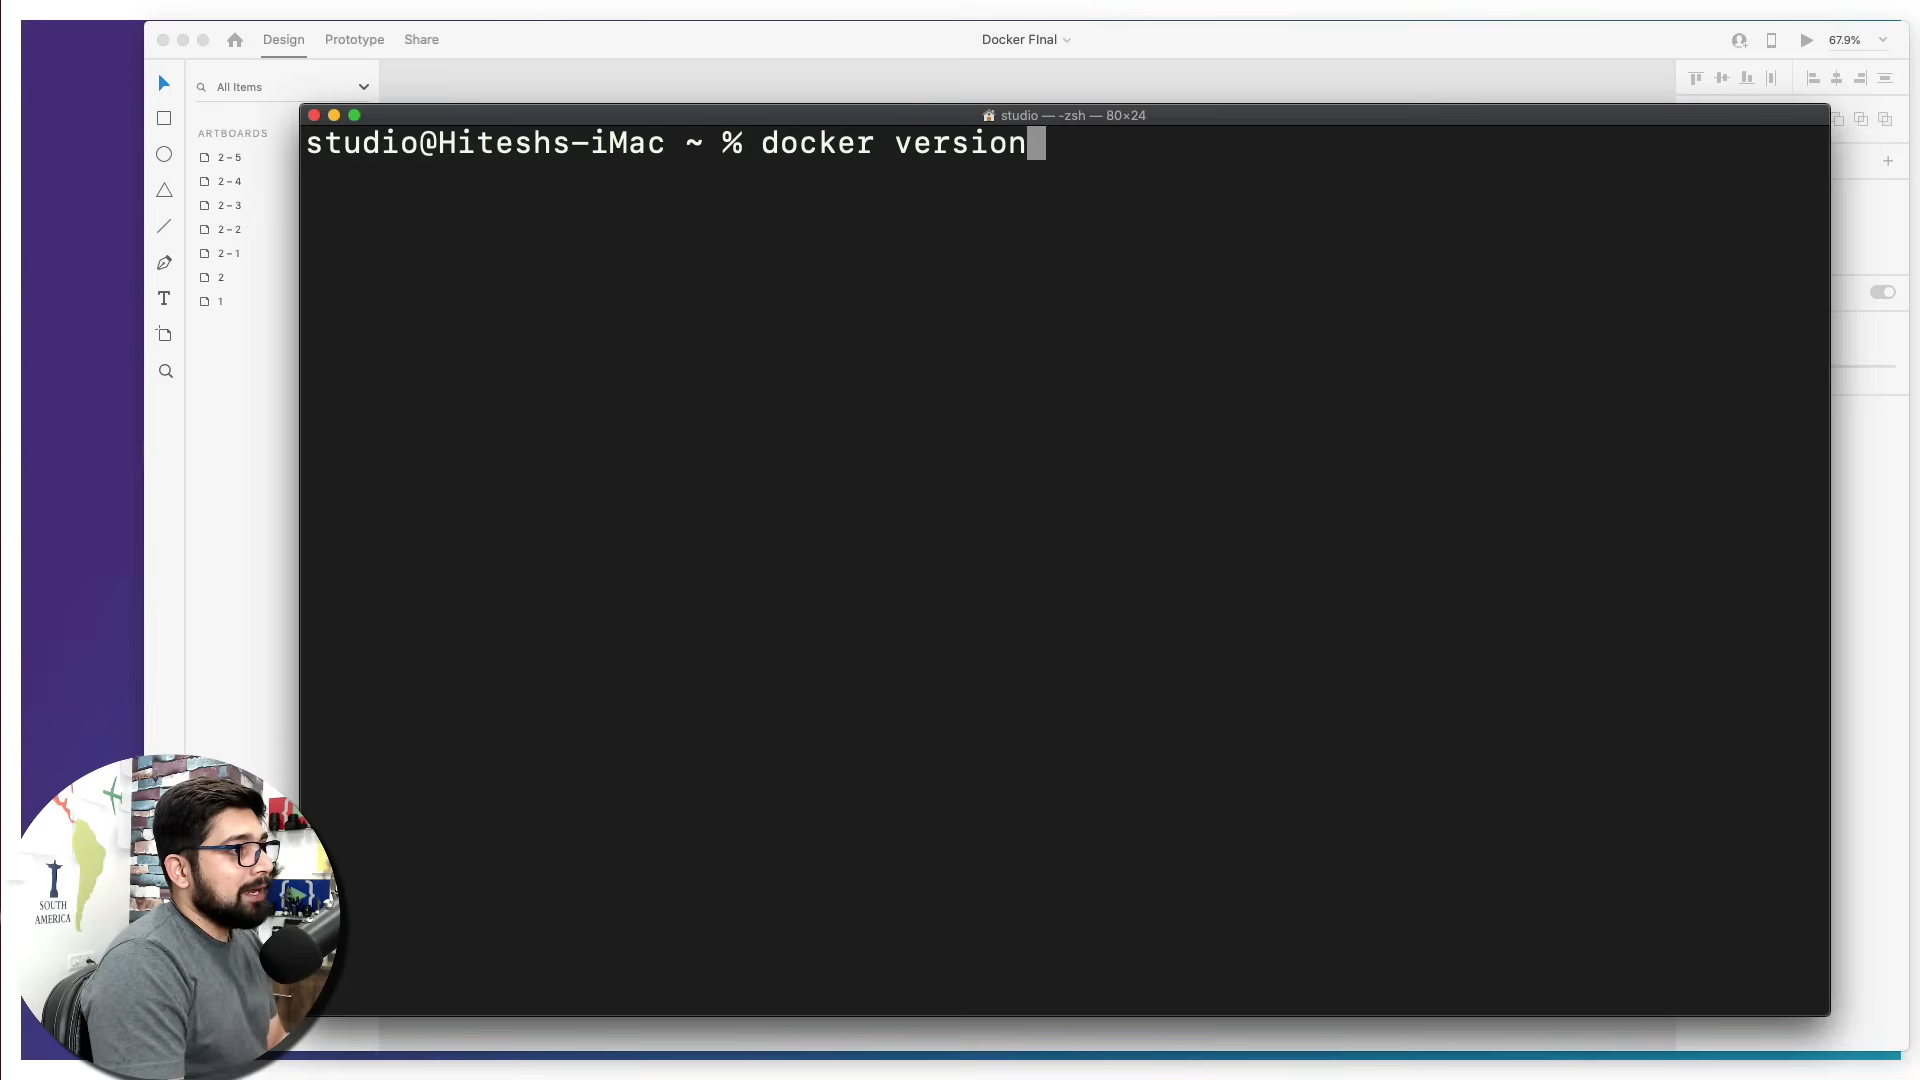 Design Prototype Share
Docker FInal
67.9%
All Items
ARTBOARDS
2 – 5
2 – 4
2 – 3
2 – 2
2 – 1
2
1
studio — -zsh — 80×24
studio@Hiteshs-iMac ~ % docker version
SOUTH
AMERICA